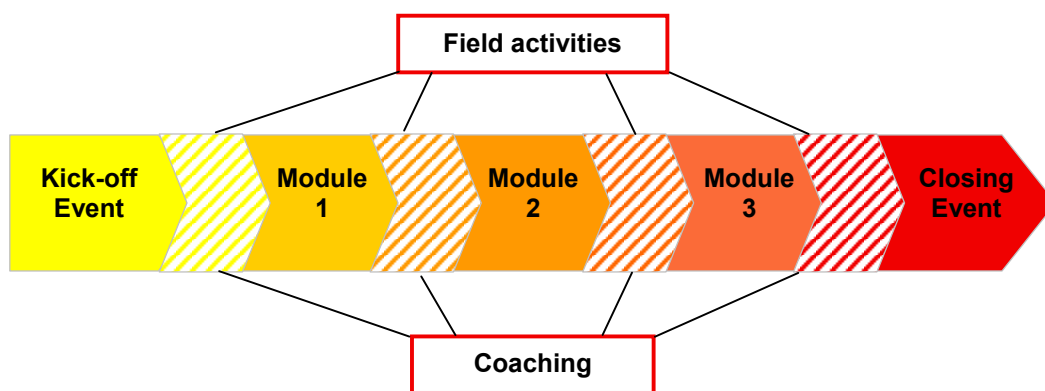 Field activities
Kick-off
Event
Module
1
Module
2
Module
3
Closing
Event
Coaching